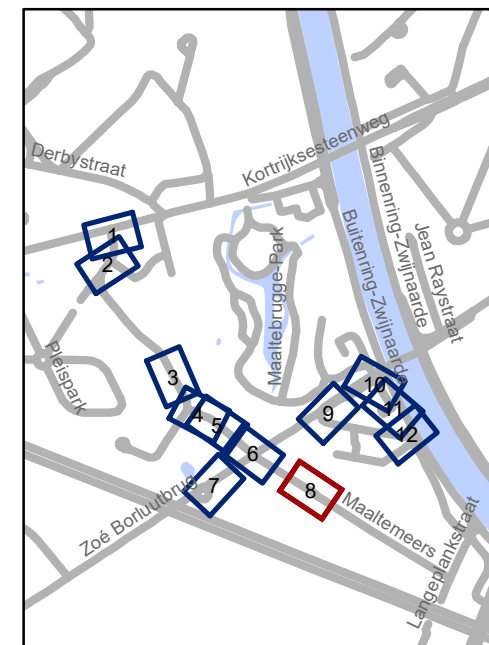 Kortrijksesteenweg
Derbystraat
Binnenring-Zwijnaarde
Buitenring-Zwijnaarde
Jean Raystraat
Maaltebrugge-Park
Pleispark
1
2
3
4
5
6
7
8
9
10
11
12
Zoé Borluutbrug
Maaltemeers
Langeplankstraat